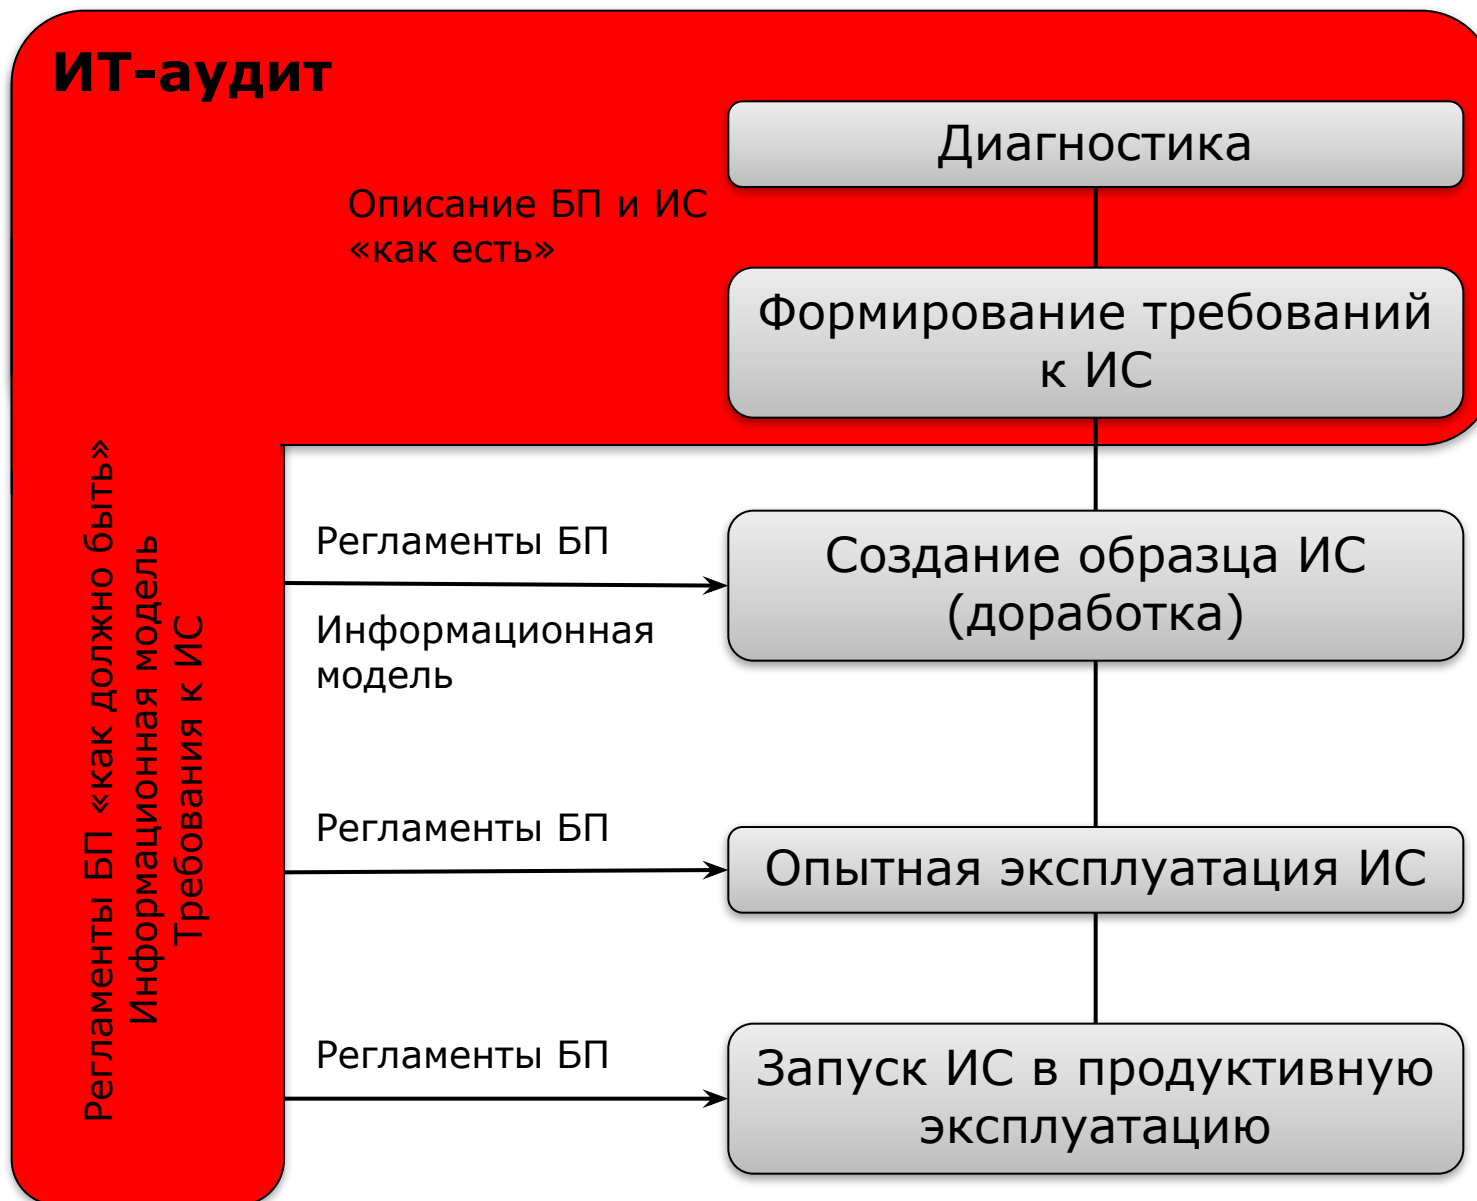 ИТ-аудит
Диагностика
Описание БП и ИС
«как есть»
Формирование требований
к ИС
Регламенты БП «как должно быть»
Информационная модель
Требования к ИС
Регламенты БП
Информационная
модель
Создание образца ИС
(доработка)
Регламенты БП
Опытная эксплуатация ИС
Регламенты БП
Запуск ИС в продуктивную
эксплуатацию